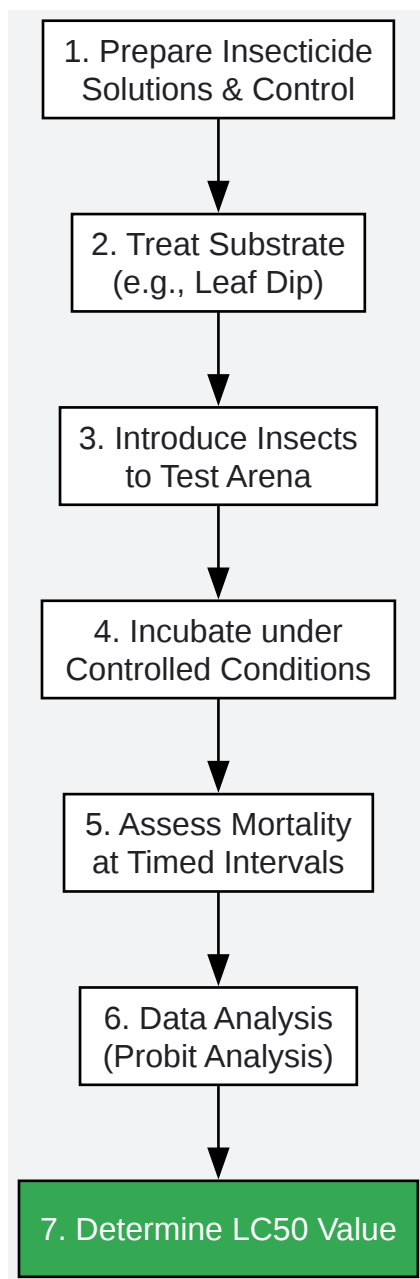 1. Prepare Insecticide
Solutions & Control
2. Treat Substrate
(e.g., Leaf Dip)
3. Introduce Insects
to Test Arena
4. Incubate under
Controlled Conditions
5. Assess Mortality
at Timed Intervals
6. Data Analysis
(Probit Analysis)
7. Determine LC50 Value